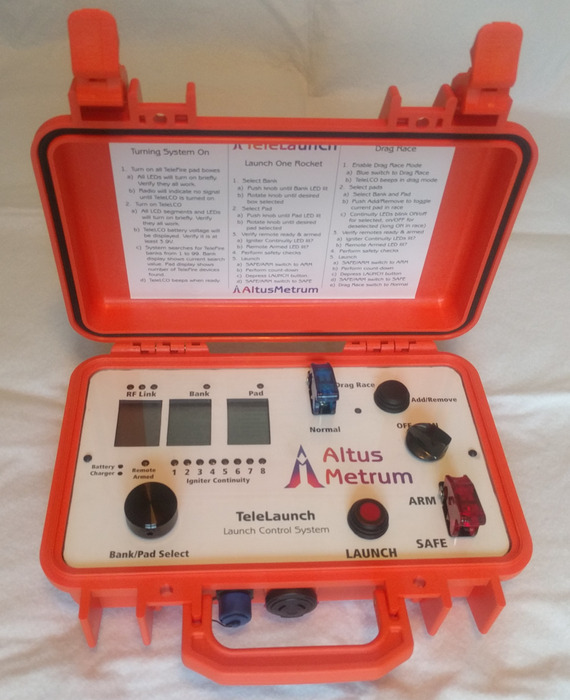 Turning System On
1. Turn on all TeleFire pad boxes
a) All LEDs will turn on briefly.
Verify they all work.
b) Radio will indicate no signal
until TeleLCO is turned on.
2. Turn on TeleLCO
a) All LCD segments and LEDs
will turn on briefly. Verify
they all work.
b) TeleLCO battery voltage will
be displayed. Verify it is at
least 3.9v
c) System searches for TeleFire
banks from 1 to 99. Bank
display shows current search
value. Pad display shows
number of TeleFire devices
found.
d) TeleLCO beeps when ready
TeleLaunch
Launch One Rocket
1. Select Bank
a) Push knob until Bank LED lit
b) Rotate knob until desired
box selected
2. Select Pad
a) Push knob until Pad LED lit
b) Rotate knob until desired
pad selected
3. Verify remote ready & armed
a) Igniter Continuity LED lit?
b) Remote Armed LED lit?
4. Perform safety checks
5. Launch
a) SAFE/ARM switch to ARM
b) Perform count-down
c) Depress LAUNCH button
d) SAFE/ARM switch to SAFE
AltusMetrum
Drag Race
1. Enable Drag Race Mode
a) Blue switch to Drag Race
b) TeleLCO beeps in drag mode
2. Select pads
a) Select Bank and Pad
b) Push Add/Remove to toggle
current pad in race
c) Continuity LEDs blink ON/off
for selected, on/OFF for
deselected (long ON in race)
3. Verify remotes ready & armed
a) Igniter Continuity LEDs lit?
b) Remote Armed LED lit?
4. Perform safety checks
5. Launch
a) SAFE/ARM switch to ARM
b) Perform count-down
c) Depress LAUNCH button
d) SAFE/ARM switch to SAFE
e) Drag Race switch to Normal
RF Link
Bank
Pad
Drag Race
Add/Remove
Normal
OFF ON
Battery
Charger
Remote
Armed
1 2 3 4 5 6 7 8
Igniter Continuity
Altus
Metrum
ARM
SAFE
TeleLaunch
Launch Control System
Bank/Pad Select
LAUNCH